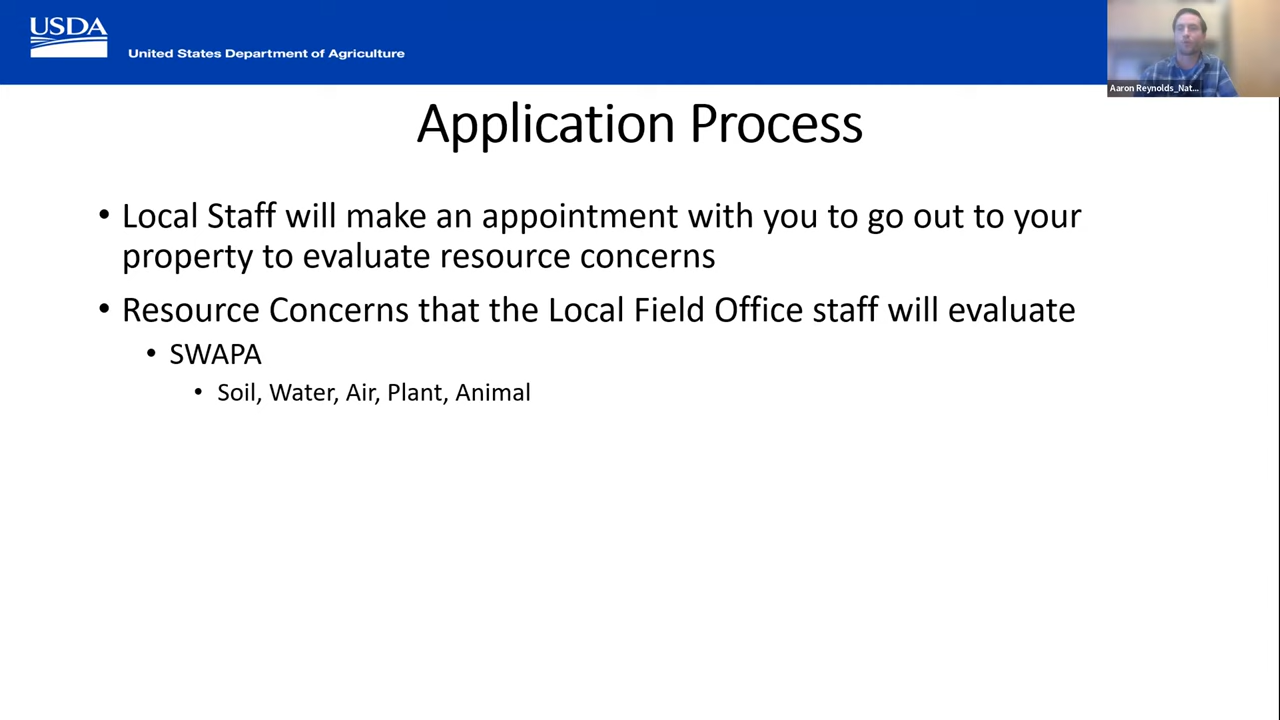 USDA
United States Department of Agriculture
Aaron Reynolds_Nat...
Application Process
• Local Staff will make an appointment with you to go out to your
property to evaluate resource concerns
• Resource Concerns that the Local Field Office staff will evaluate
• SWAPA
• Soil, Water, Air, Plant, Animal